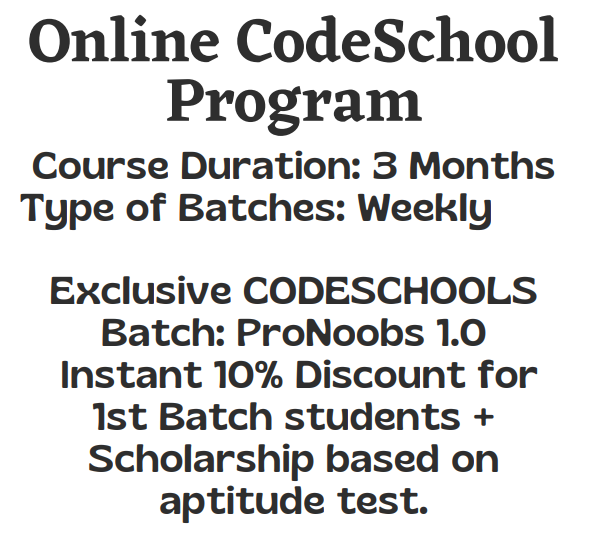 Online CodeSchool
Program
Course Duration: 3 Months
Type of Batches: Weekly
Exclusive CODESCHOOLS
Batch: ProNoobs 1.0
Instant 10% Discount for
1st Batch students +
Scholarship based on
aptitude test.